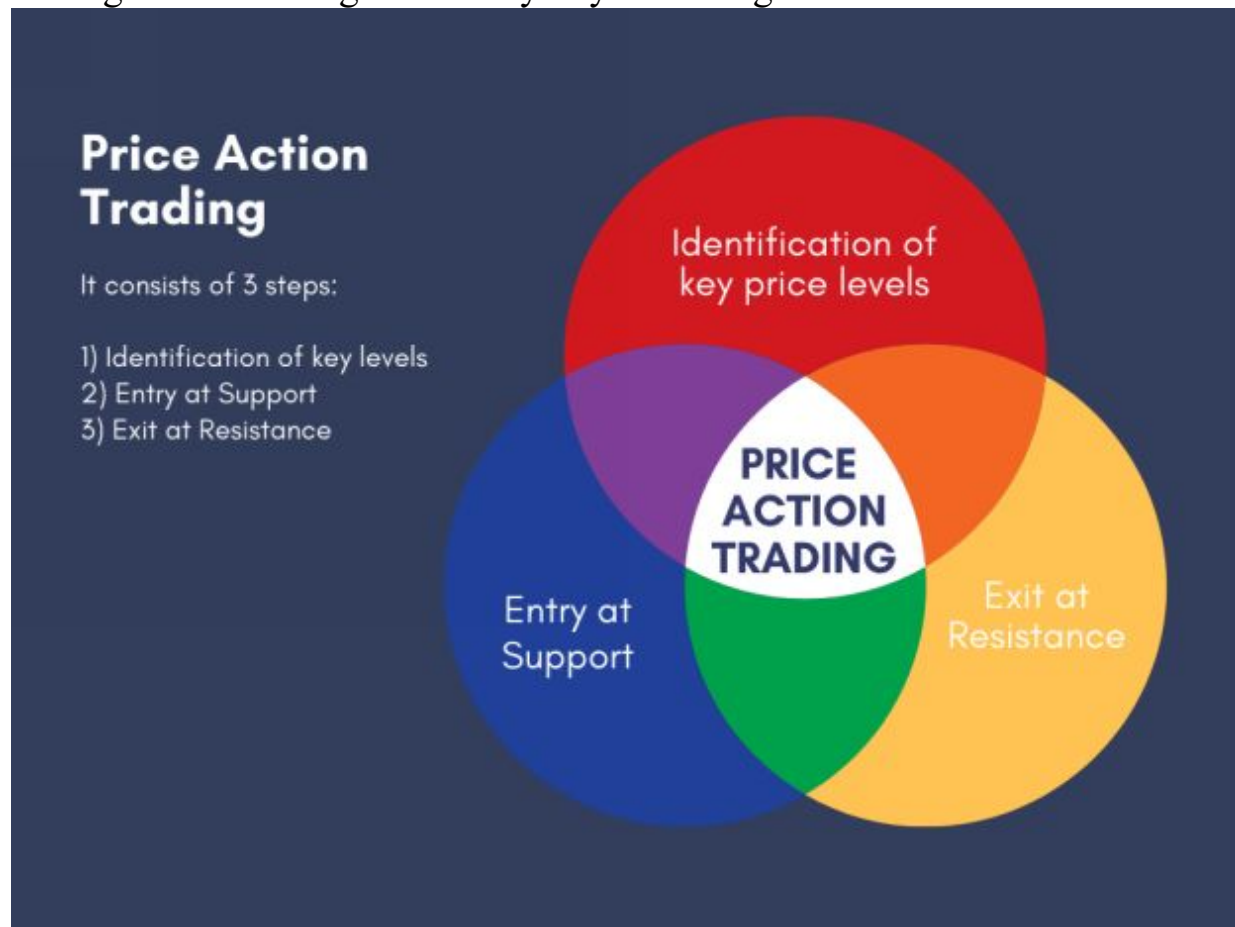 Price Action
Trading
It consists of 3 steps:
1) Identification of key levels
2) Entry at Support
3) Exit at Resistance
Identification of
key price levels
PRICE
ACTION
TRADING
Entry at
Support
Exit at
Resistance